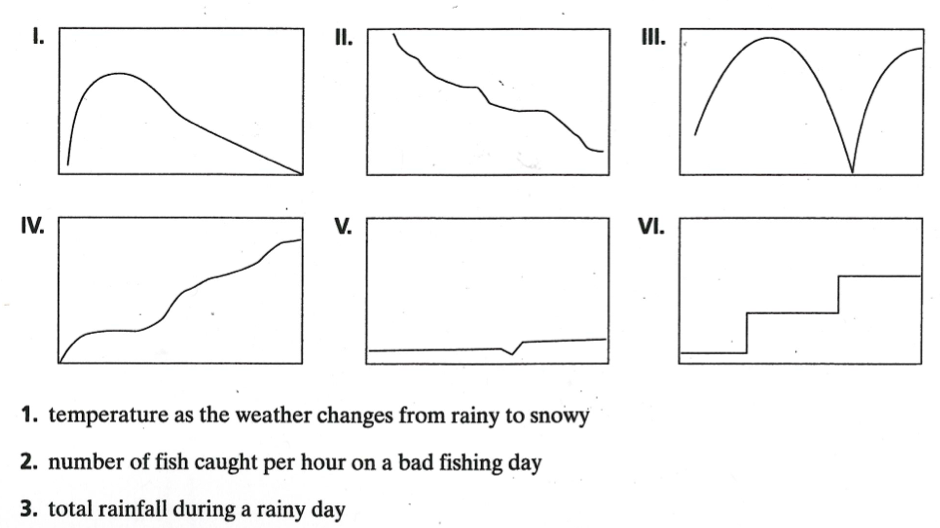 I. II. III.
IV. V. VI.
1. temperature as the weather changes from rainy to snowy
2. number of fish caught per hour on a bad fishing day
3. total rainfall during a rainy day